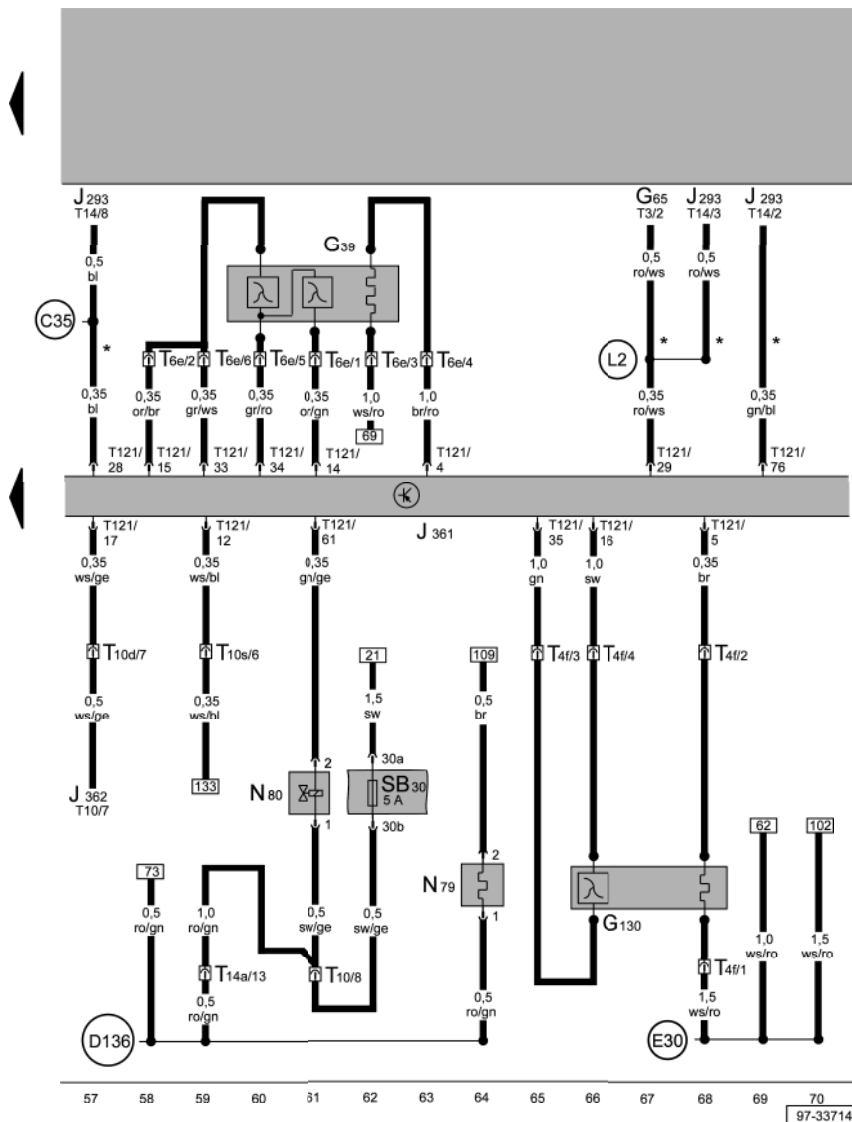 J 293
T14/8
G65
T3/2
J 293
T14/3
J 293
T14/2
0,5
bl
G39
0,5
ro/ws
0,5
ro/ws
C35
*
T6e/2
T6e/6
T6e/5
T6e/1
T6e/3
T6e/4
L2
*
*
*
0,35
bl
0,35
or/br
0,35
gr/ws
0,35
gr/ro
0,35
or/gn
1,0
ws/ro
1,0
br/ro
0,35
ro/ws
0,35
gn/bl
69
T121/
28
T121/
15
T121/
33
T121/
34
T121/
14
T121/
4
T121/
29
T121/
76
J 361
T121/
17
T121/
12
T121/
61
T121/
35
T121/
16
T121/
5
0,35
ws/ge
0,35
ws/bl
0,35
gn/ge
1,0
gn
1,0
sw
0,35
br
T10d/7
T10s/6
21
109
T4f/3
T4f/4
T4f/2
0,5
ws/ge
0,35
ws/bl
1,5
sw
0,5
br
J 362
T10/7
133
N 80
2
1
30a
SB30
5 A
30b
62
102
73
N 79
2
1
G130
0,5
ro/gn
1,0
ro/gn
0,5
sw/ge
0,5
sw/ge
1,0
ws/ro
1,5
ws/ro
T14a/13
T10/8
T4f/1
0,5
ro/gn
0,5
ro/gn
1,5
ws/ro
D136
E30
57 58 59 60 61 62 63 64 65 66 67 68 69 70
97-33714